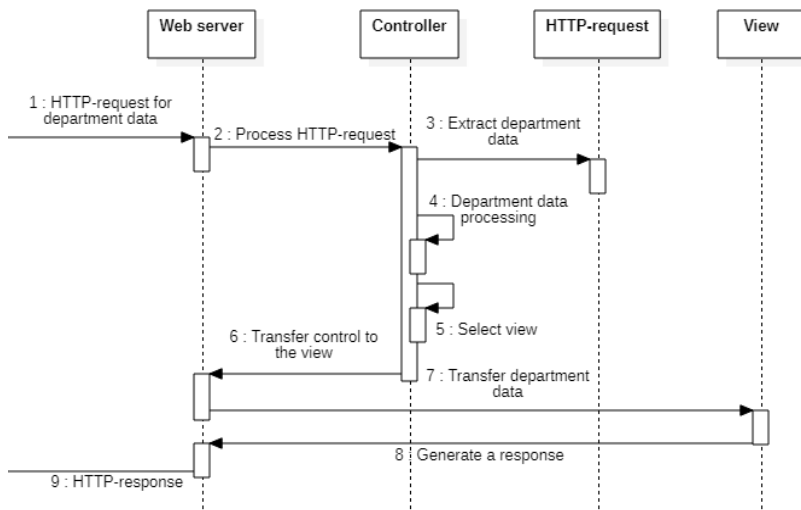 Web server
Controller
HTTP-request
View
1 : HTTP-request for
department data
2 : Process HTTP-request
3 : Extract department
data
4 : Department data
processing
5 : Select view
6 : Transfer control to
the view
7 : Transfer department
data
8 : Generate a response
9 : HTTP-response